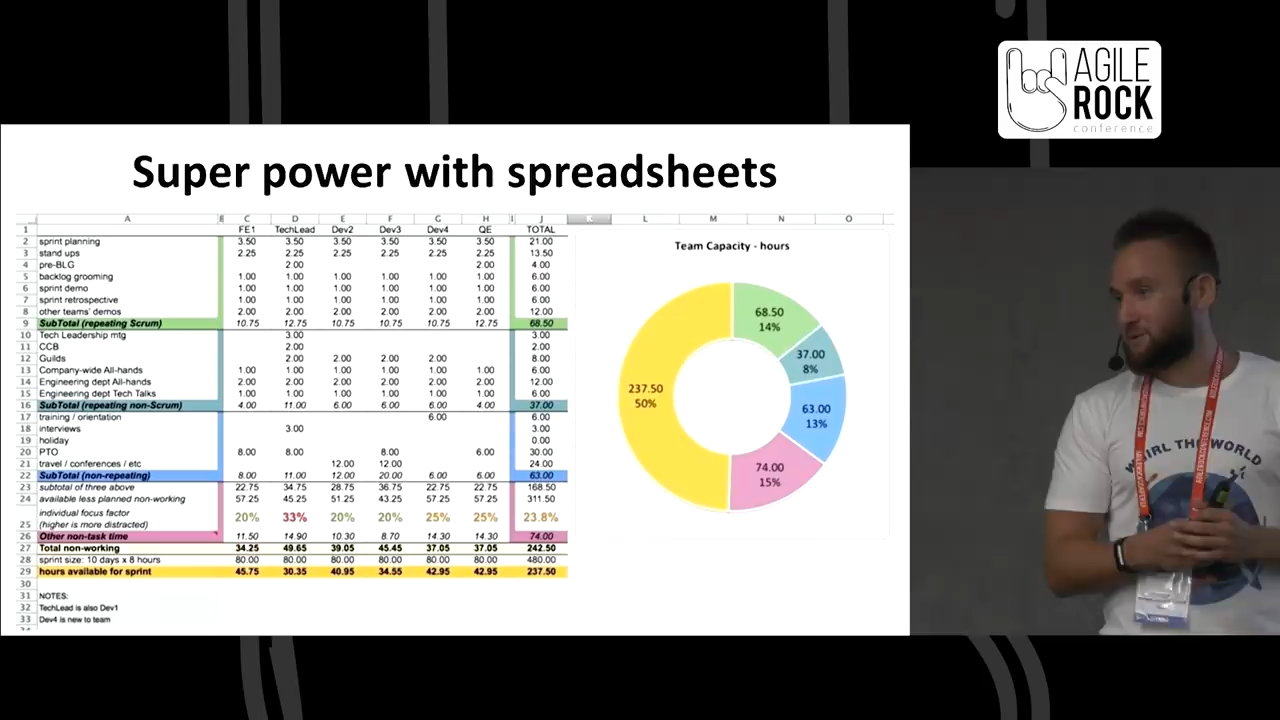 AGILE
ROCK
conference
Super power with spreadsheets
A C D E F G H I J K L M N O
1 FE1 TechLead Dev2 Dev3 Dev4 QE TOTAL
2 sprint planning 3.50 3.50 3.50 3.50 3.50 3.50 21.00
3 stand ups 2.25 2.25 2.25 2.25 2.25 2.25 13.50
4 pre-BLG 2.00 2.00 4.00
5 backlog grooming 1.00 1.00 1.00 1.00 1.00 1.00 6.00
6 sprint demo 1.00 1.00 1.00 1.00 1.00 1.00 6.00
7 sprint retrospective 1.00 1.00 1.00 1.00 1.00 1.00 6.00
8 other teams' demos 2.00 2.00 2.00 2.00 2.00 2.00 12.00
9 SubTotal (repeating Scrum) 10.75 12.75 10.75 10.75 10.75 12.75 68.50
10 Tech Leadership mtg 3.00 3.00
11 CCB 2.00 2.00
12 Guilds 2.00 2.00 2.00 2.00 8.00
13 Company-wide All-hands 1.00 1.00 1.00 1.00 1.00 1.00 6.00
14 Engineering dept All-hands 2.00 2.00 2.00 2.00 2.00 2.00 12.00
15 Engineering dept Tech Talks 1.00 1.00 1.00 1.00 1.00 1.00 6.00
16 SubTotal (repeating non-Scrum) 4.00 11.00 6.00 6.00 6.00 4.00 37.00
17 training / orientation 6.00 6.00
18 interviews 3.00 3.00
19 holiday 0.00
20 PTO 8.00 8.00 8.00 6.00 30.00
21 travel / conferences / etc 12.00 12.00 24.00
22 SubTotal (non-repeating) 8.00 11.00 12.00 20.00 6.00 6.00 63.00
23 subtotal of three above 22.75 34.75 28.75 36.75 22.75 22.75 168.50
24 available less planned non-working 57.25 45.25 51.25 43.25 57.25 57.25 311.50
individual focus factor
25 (higher is more distracted) 20% 33% 20% 20% 25% 25% 23.8%
26 Other non-task time 11.50 14.90 10.30 8.70 14.30 14.30 74.00
27 Total non-working 34.25 49.65 39.05 45.45 37.05 37.05 242.50
28 sprint size: 10 days x 8 hours 80.00 80.00 80.00 80.00 80.00 80.00 480.00
29 hours available for sprint 45.75 30.35 40.95 34.55 42.95 42.95 237.50
30
31 NOTES:
32 TechLead is also Dev1
33 Dev4 is new to team
Team Capacity - hours
68.50
14%
37.00
8%
63.00
13%
74.00
15%
237.50
50%
WHIRL THE WORLD